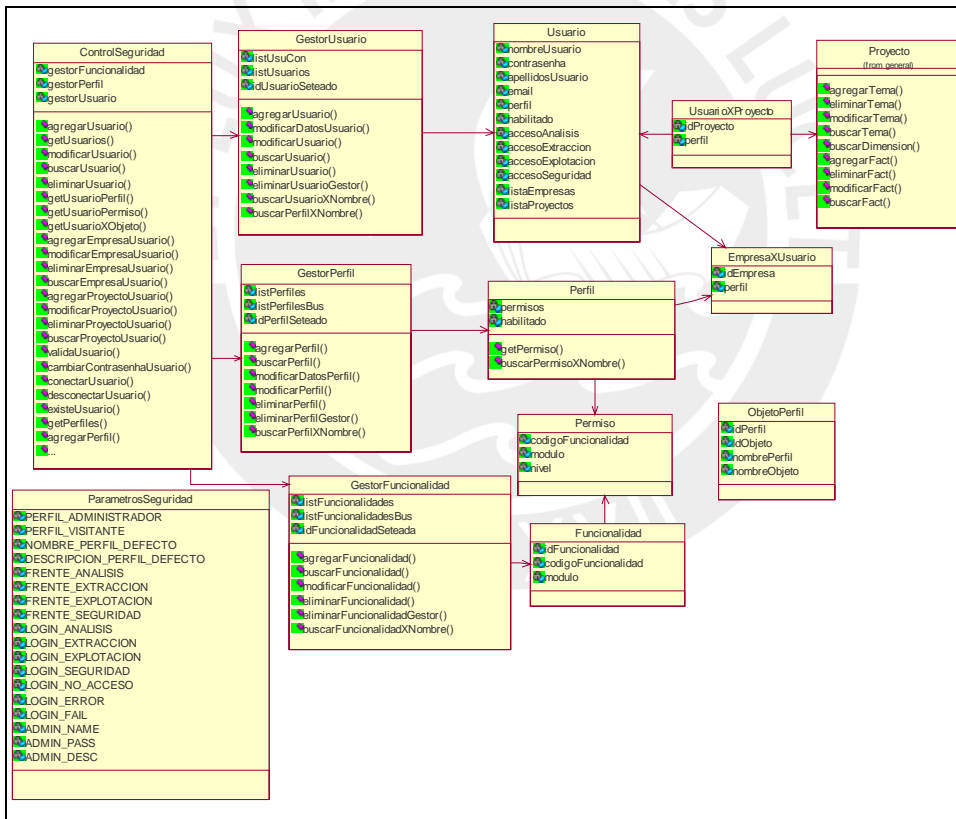 ControlSeguridad
gestorFuncionalidad
gestorPerfil
gestorUsuario
agregarUsuario()
getUsuarios()
modificarUsuario()
buscarUsuario()
eliminarUsuario()
getUsuarioPerfil()
getUsuarioPermiso()
getUsuarioXObjeto()
agregarEmpresaUsuario()
modificarEmpresaUsuario()
eliminarEmpresaUsuario()
buscarEmpresaUsuario()
agregarProyectoUsuario()
modificarProyectoUsuario()
eliminarProyectoUsuario()
buscarProyectoUsuario()
validaUsuario()
cambiarContrasenhaUsuario()
conectarUsuario()
desconectarUsuario()
existeUsuario()
getPerfiles()
agregarPerfil()
...
GestorUsuario
listUsuCon
listUsuarios
idUsuarioSeteado
agregarUsuario()
modificarDatosUsuario()
modificarUsuario()
buscarUsuario()
eliminarUsuario()
eliminarUsuarioGestor()
buscarUsuarioXNombre()
buscarPerfilXNombre()
Usuario
nombreUsuario
contrasenha
apellidosUsuario
email
perfil
habilitado
accesoAnalisis
accesoExtraccion
accesoExplotacion
accesoSeguridad
listaEmpresas
listaProyectos
UsuarioXProyecto
idProyecto
perfil
Proyecto
(from general)
agregarTema()
eliminarTema()
modificarTema()
buscarTema()
buscarDimension()
agregarFact()
eliminarFact()
modificarFact()
buscarFact()
EmpresaXUsuario
idEmpresa
perfil
GestorPerfil
listPerfiles
listPerfilesBus
idPerfilSeteado
agregarPerfil()
buscarPerfil()
modificarDatosPerfil()
modificarPerfil()
eliminarPerfil()
eliminarPerfilGestor()
buscarPerfilXNombre()
Perfil
permisos
habilitado
getPermiso()
buscarPermisoXNombre()
Permiso
codigoFuncionalidad
modulo
nivel
ObjetoPerfil
idPerfil
idObjeto
nombrePerfil
nombreObjeto
ParametrosSeguridad
PERFIL_ADMINISTRADOR
PERFIL_VISITANTE
NOMBRE_PERFIL_DEFECTO
DESCRIPCION_PERFIL_DEFECTO
FRENTE_ANALISIS
FRENTE_EXTRACCION
FRENTE_EXPLOTACION
FRENTE_SEGURIDAD
LOGIN_ANALISIS
LOGIN_EXTRACCION
LOGIN_EXPLOTACION
LOGIN_SEGURIDAD
LOGIN_NO_ACCESO
LOGIN_ERROR
LOGIN_FAIL
ADMIN_NAME
ADMIN_PASS
ADMIN_DESC
GestorFuncionalidad
listFuncionalidades
listFuncionalidadesBus
idFuncionalidadSeteada
agregarFuncionalidad()
buscarFuncionalidad()
modificarFuncionalidad()
eliminarFuncionalidad()
eliminarFuncionalidadGestor()
buscarFuncionalidadXNombre()
Funcionalidad
idFuncionalidad
codigoFuncionalidad
modulo